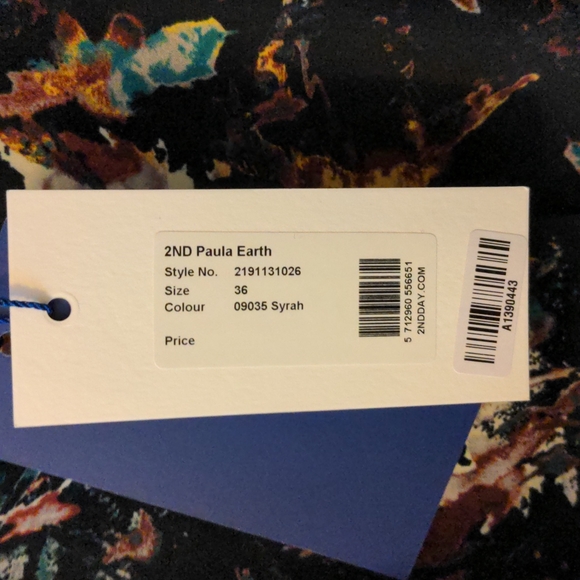 2ND Paula Earth
Style No. 2191131026
Size 36
Colour 09035 Syrah
Price
5 712960 556651
2NDDAY.COM
A1390443